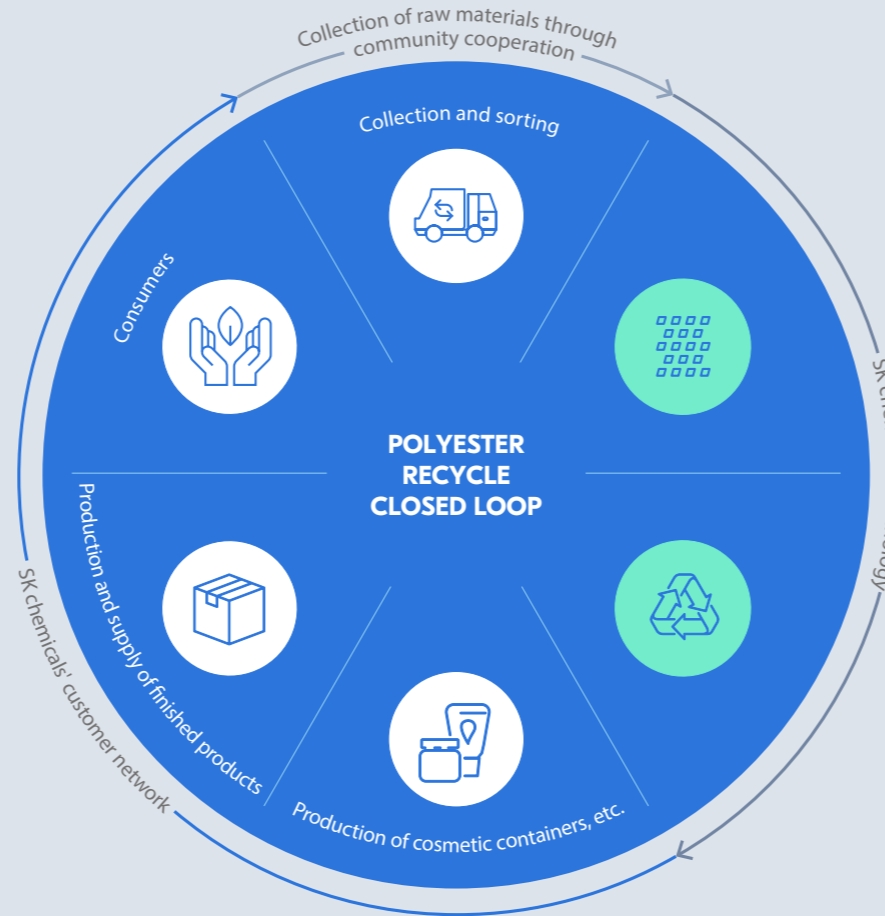 Collection of raw materials through
community cooperation
Collection and sorting
Consumers
POLYESTER
RECYCLE
CLOSED LOOP
SK
Production and supply of finished products
SK chemicals' customer network
Production of cosmetic containers, etc.